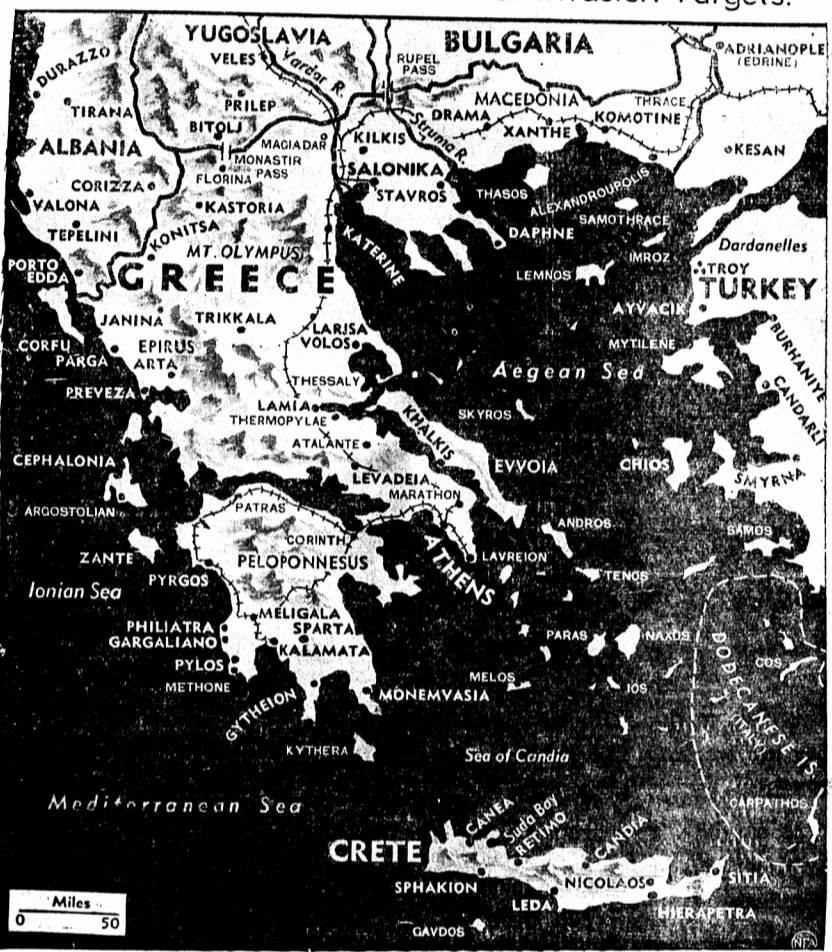 Invasion Targets.
YUGOSLAVIA
BULGARIA
ADRIANOPLE
(EDRINE)
VELES
Vardar R.
RUPEL
PASS
DURAZZO
PRILEP
MACEDONIA
THRACE
TIRANA
DRAMA
Struma R.
XANTHE
KOMOTINE
BITOLJ
MAGIADAR
KILKIS
ALBANIA
MONASTIR
PASS
KESAN
FLORINA
SALONIKA
CORIZZA
STAVROS
THASOS
ALEXANDROUPOLIS
VALONA
KASTORIA
SAMOTHRACE
TEPELINI
KONITSA
DAPHNE
Dardanelles
MT. OLYMPUS
KATERINE
IMROZ
PORTO
EDDA
GREECE
LEMNOS
TROY
TURKEY
JANINA
TRIKKALA
AYVACIK
LARISA
CORFU
EPIRUS
VOLOS
MYTILENE
BURHANIYE
PARGA
ARTA
Aegean Sea
THESSALY
CANDARLI
PREVEZA
LAMIA
SKYROS
THERMOPYLAE
KHALKIS
ATALANTE
CEPHALONIA
EVVOIA
CHIOS
LEVADEIA
SMYRNA
MARATHON
ARGOSTOLIAN
PATRAS
ANDROS
CORINTH
SAMOS
ZANTE
PELOPONNESUS
ATHENS
LAVREION
PYRGOS
TENOS
Ionian Sea
MELIGALA
PHILIATRA
SPARTA
GARGALIANO
KALAMATA
PARAS
NAXOS
DODECANESE IS
(ITALY)
COS
PYLOS
METHONE
MELOS
IOS
GYTHEION
MONEMVASIA
KYTHERA
Sea of Candia
Mediterranean Sea
CARPATHOS
CANEA
Suda Bay
RETIMO
CANDIA
CRETE
SPHAKION
NICOLAOS
SITIA
LEDA
HIERAPETRA
GAVDOS
Miles
0 50
NEA